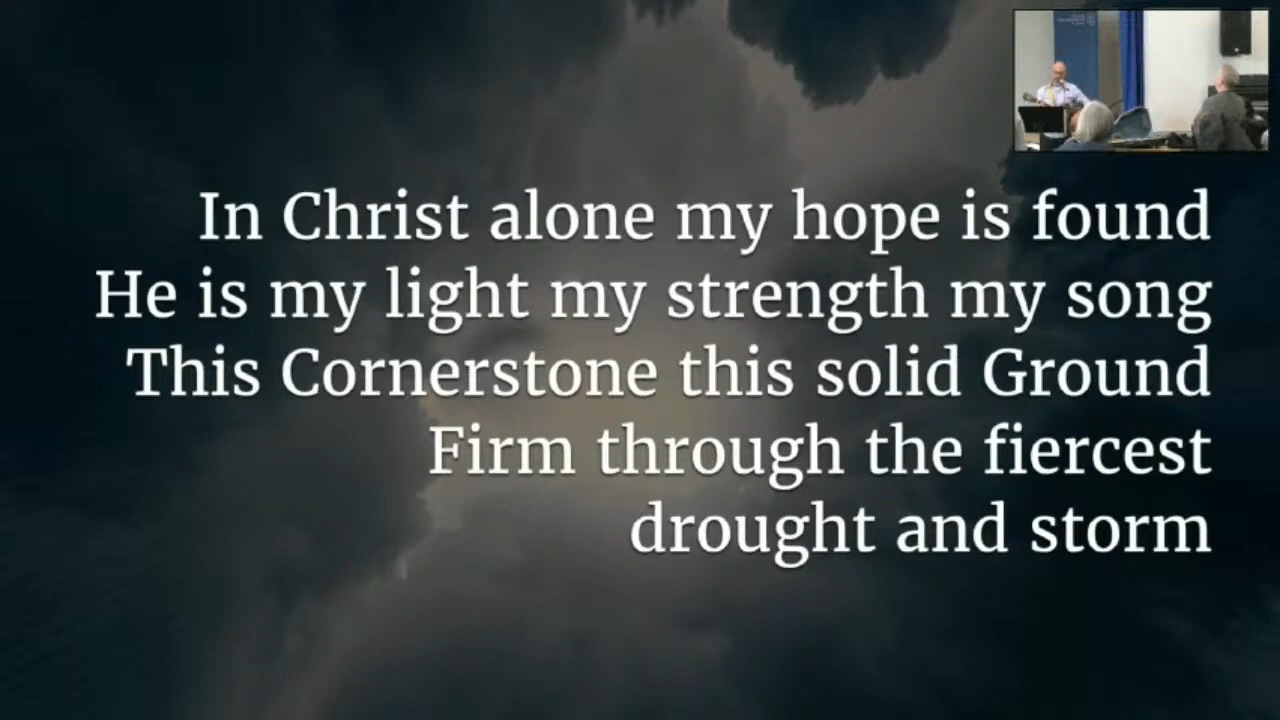 In Christ alone my hope is found
He is my light my strength my song
This Cornerstone this solid Ground
Firm through the fiercest
drought and storm